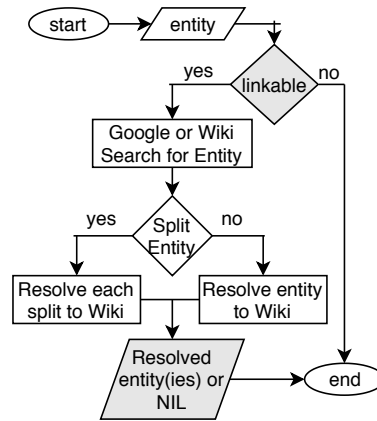 start
entity
yes
no
linkable
Google or Wiki
Search for Entity
yes
no
Split
Entity
Resolve each
split to Wiki
Resolve entity
to Wiki
Resolved
entity(ies) or
NIL
end